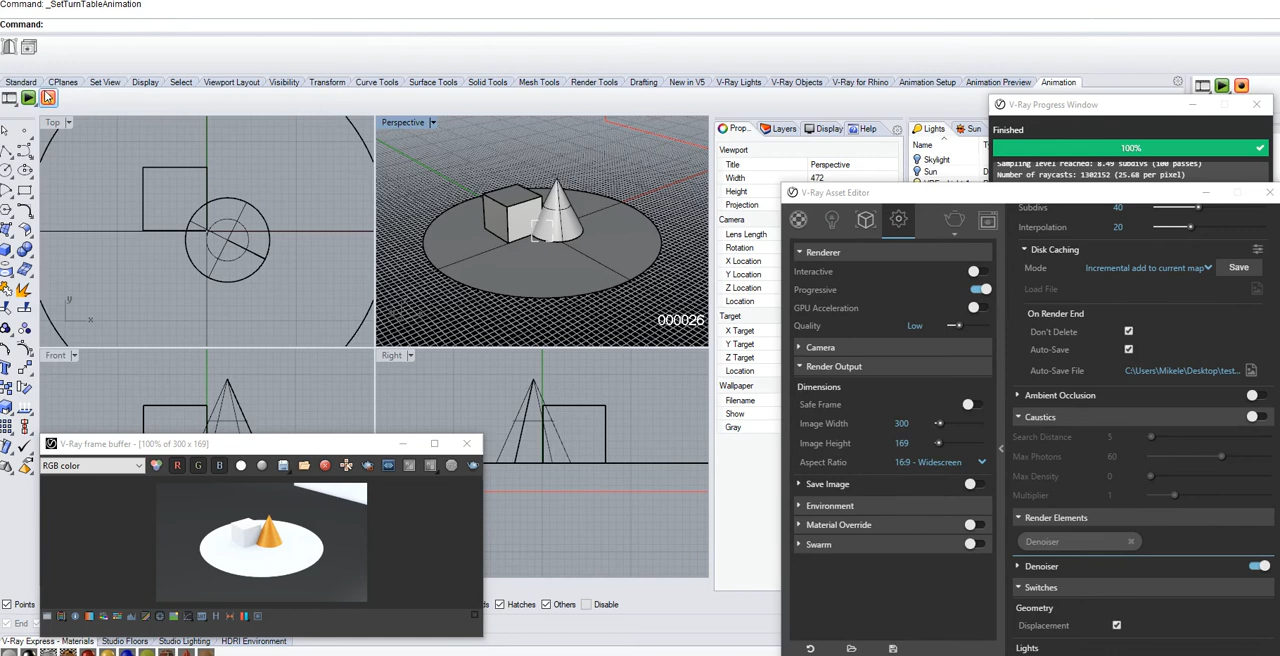 Command: _SetTurnTableAnimation
Command:
Standard CPlanes Set View Display Select Viewport Layout Visibility Transform Curve Tools Surface Tools Solid Tools Mesh Tools Render Tools Drafting New in V5 V-Ray Lights V-Ray Objects V-Ray for Rhino Animation Setup Animation Preview Animation
V-Ray Progress Window
Finished
100%
Sampling level reached: 8.49 subdivs (100 passes)
Number of raycasts: 1302152 (25.68 per pixel)
Top
y
x
Perspective
000026
Front
Right
Prop... Layers Display Help
Viewport
Title Perspective
Width 472
Height
Projection
Camera
Lens Length
Rotation
X Location
Y Location
Z Location
Location
Target
X Target
Y Target
Z Target
Location
Wallpaper
Filename
Show
Gray
Lights Sun
Name
Skylight
Sun
V-Ray Asset Editor
Renderer
Interactive
Progressive
GPU Acceleration
Quality Low
Camera
Render Output
Dimensions
Safe Frame
Image Width 300
Image Height 169
Aspect Ratio 16:9 - Widescreen
Save Image
Environment
Material Override
Swarm
Subdivs 40
Interpolation 20
Disk Caching
Mode Incremental add to current map Save
Load File
On Render End
Don't Delete
Auto-Save
Auto-Save File C:\Users\Mikele\Desktop\test...
Ambient Occlusion
Caustics
Search Distance 5
Max Photons 60
Max Density 0
Multiplier 1
Render Elements
Denoiser
Denoiser
Switches
Geometry
Displacement
Lights
V-Ray frame buffer - [100% of 300 x 169]
RGB color R G B
H
Points
Hatches Others Disable
End
V-Ray Express - Materials Studio Floors Studio Lighting HDRI Environment